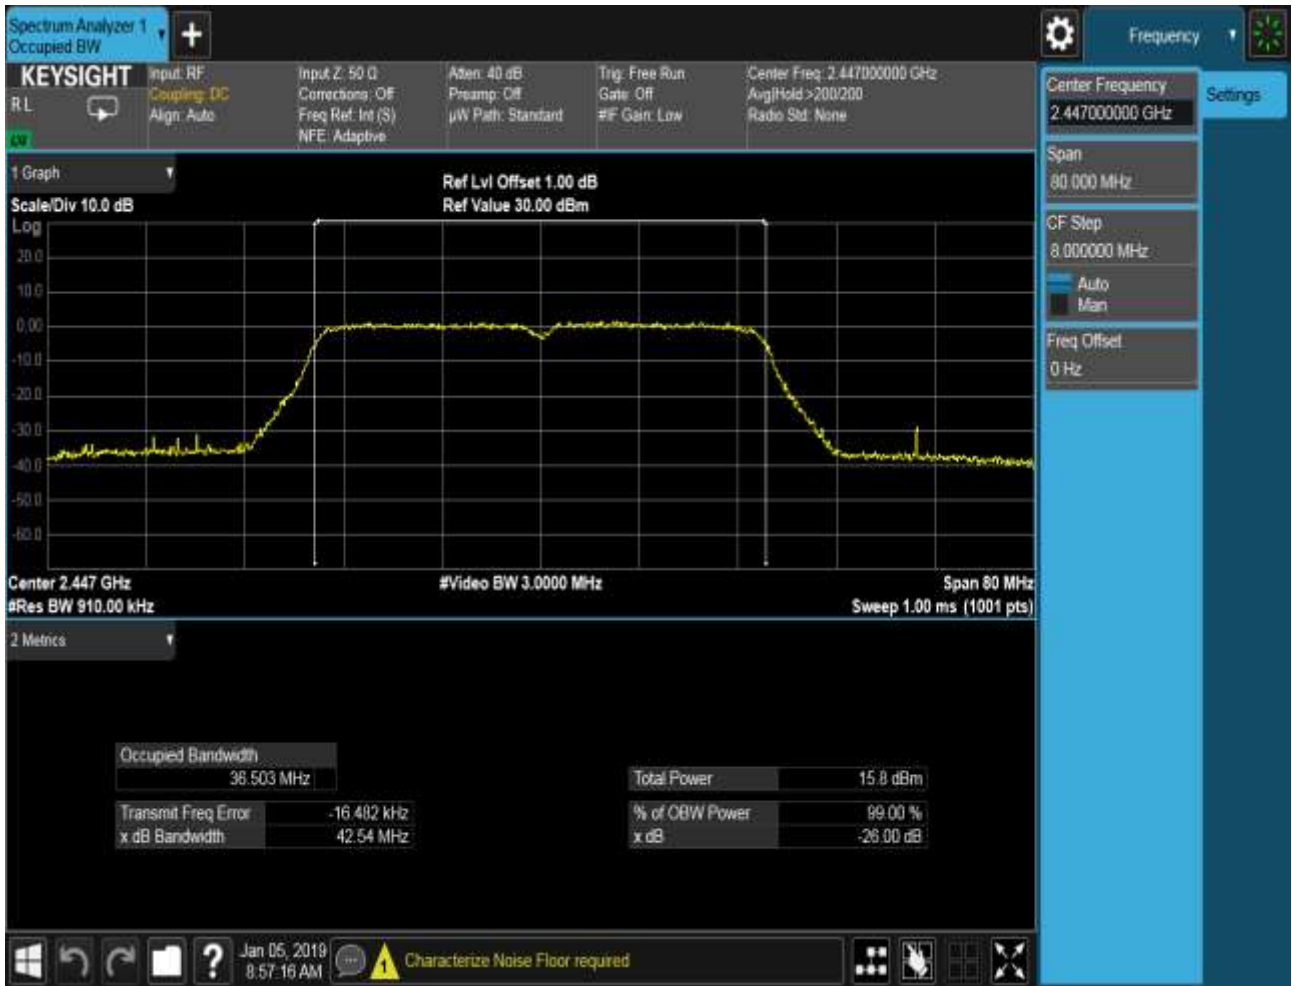 Spectrum Analyzer 1
Occupied BW
Frequency
KEYSIGHT
R L
Input: RF
Coupling: DC
Align: Auto
Input Z: 50 Ω
Corrections: Off
Freq Ref: Int (S)
NFE: Adaptive
Atten: 40 dB
Preamp: Off
µW Path: Standard
Trig: Free Run
Gate: Off
#IF Gain: Low
Center Freq: 2.447000000 GHz
Avg|Hold:>200/200
Radio Std: None
Center Frequency
2.447000000 GHz
Settings
Span
80.000 MHz
CF Step
8.000000 MHz
Auto
Man
Freq Offset
0 Hz
1 Graph
Scale/Div 10.0 dB
Ref Lvl Offset 1.00 dB
Ref Value 30.00 dBm
Log
20.0
10.0
0.00
-10.0
-20.0
-30.0
-40.0
-50.0
-60.0
Center 2.447 GHz
#Res BW 910.00 kHz
#Video BW 3.0000 MHz
Span 80 MHz
Sweep 1.00 ms (1001 pts)
2 Metrics
Occupied Bandwidth
36.503 MHz
Transmit Freq Error -16.482 kHz
x dB Bandwidth 42.54 MHz
Total Power 15.8 dBm
% of OBW Power 99.00 %
x dB -26.00 dB
?
Jan 05, 2019
8:57:16 AM
1
Characterize Noise Floor required